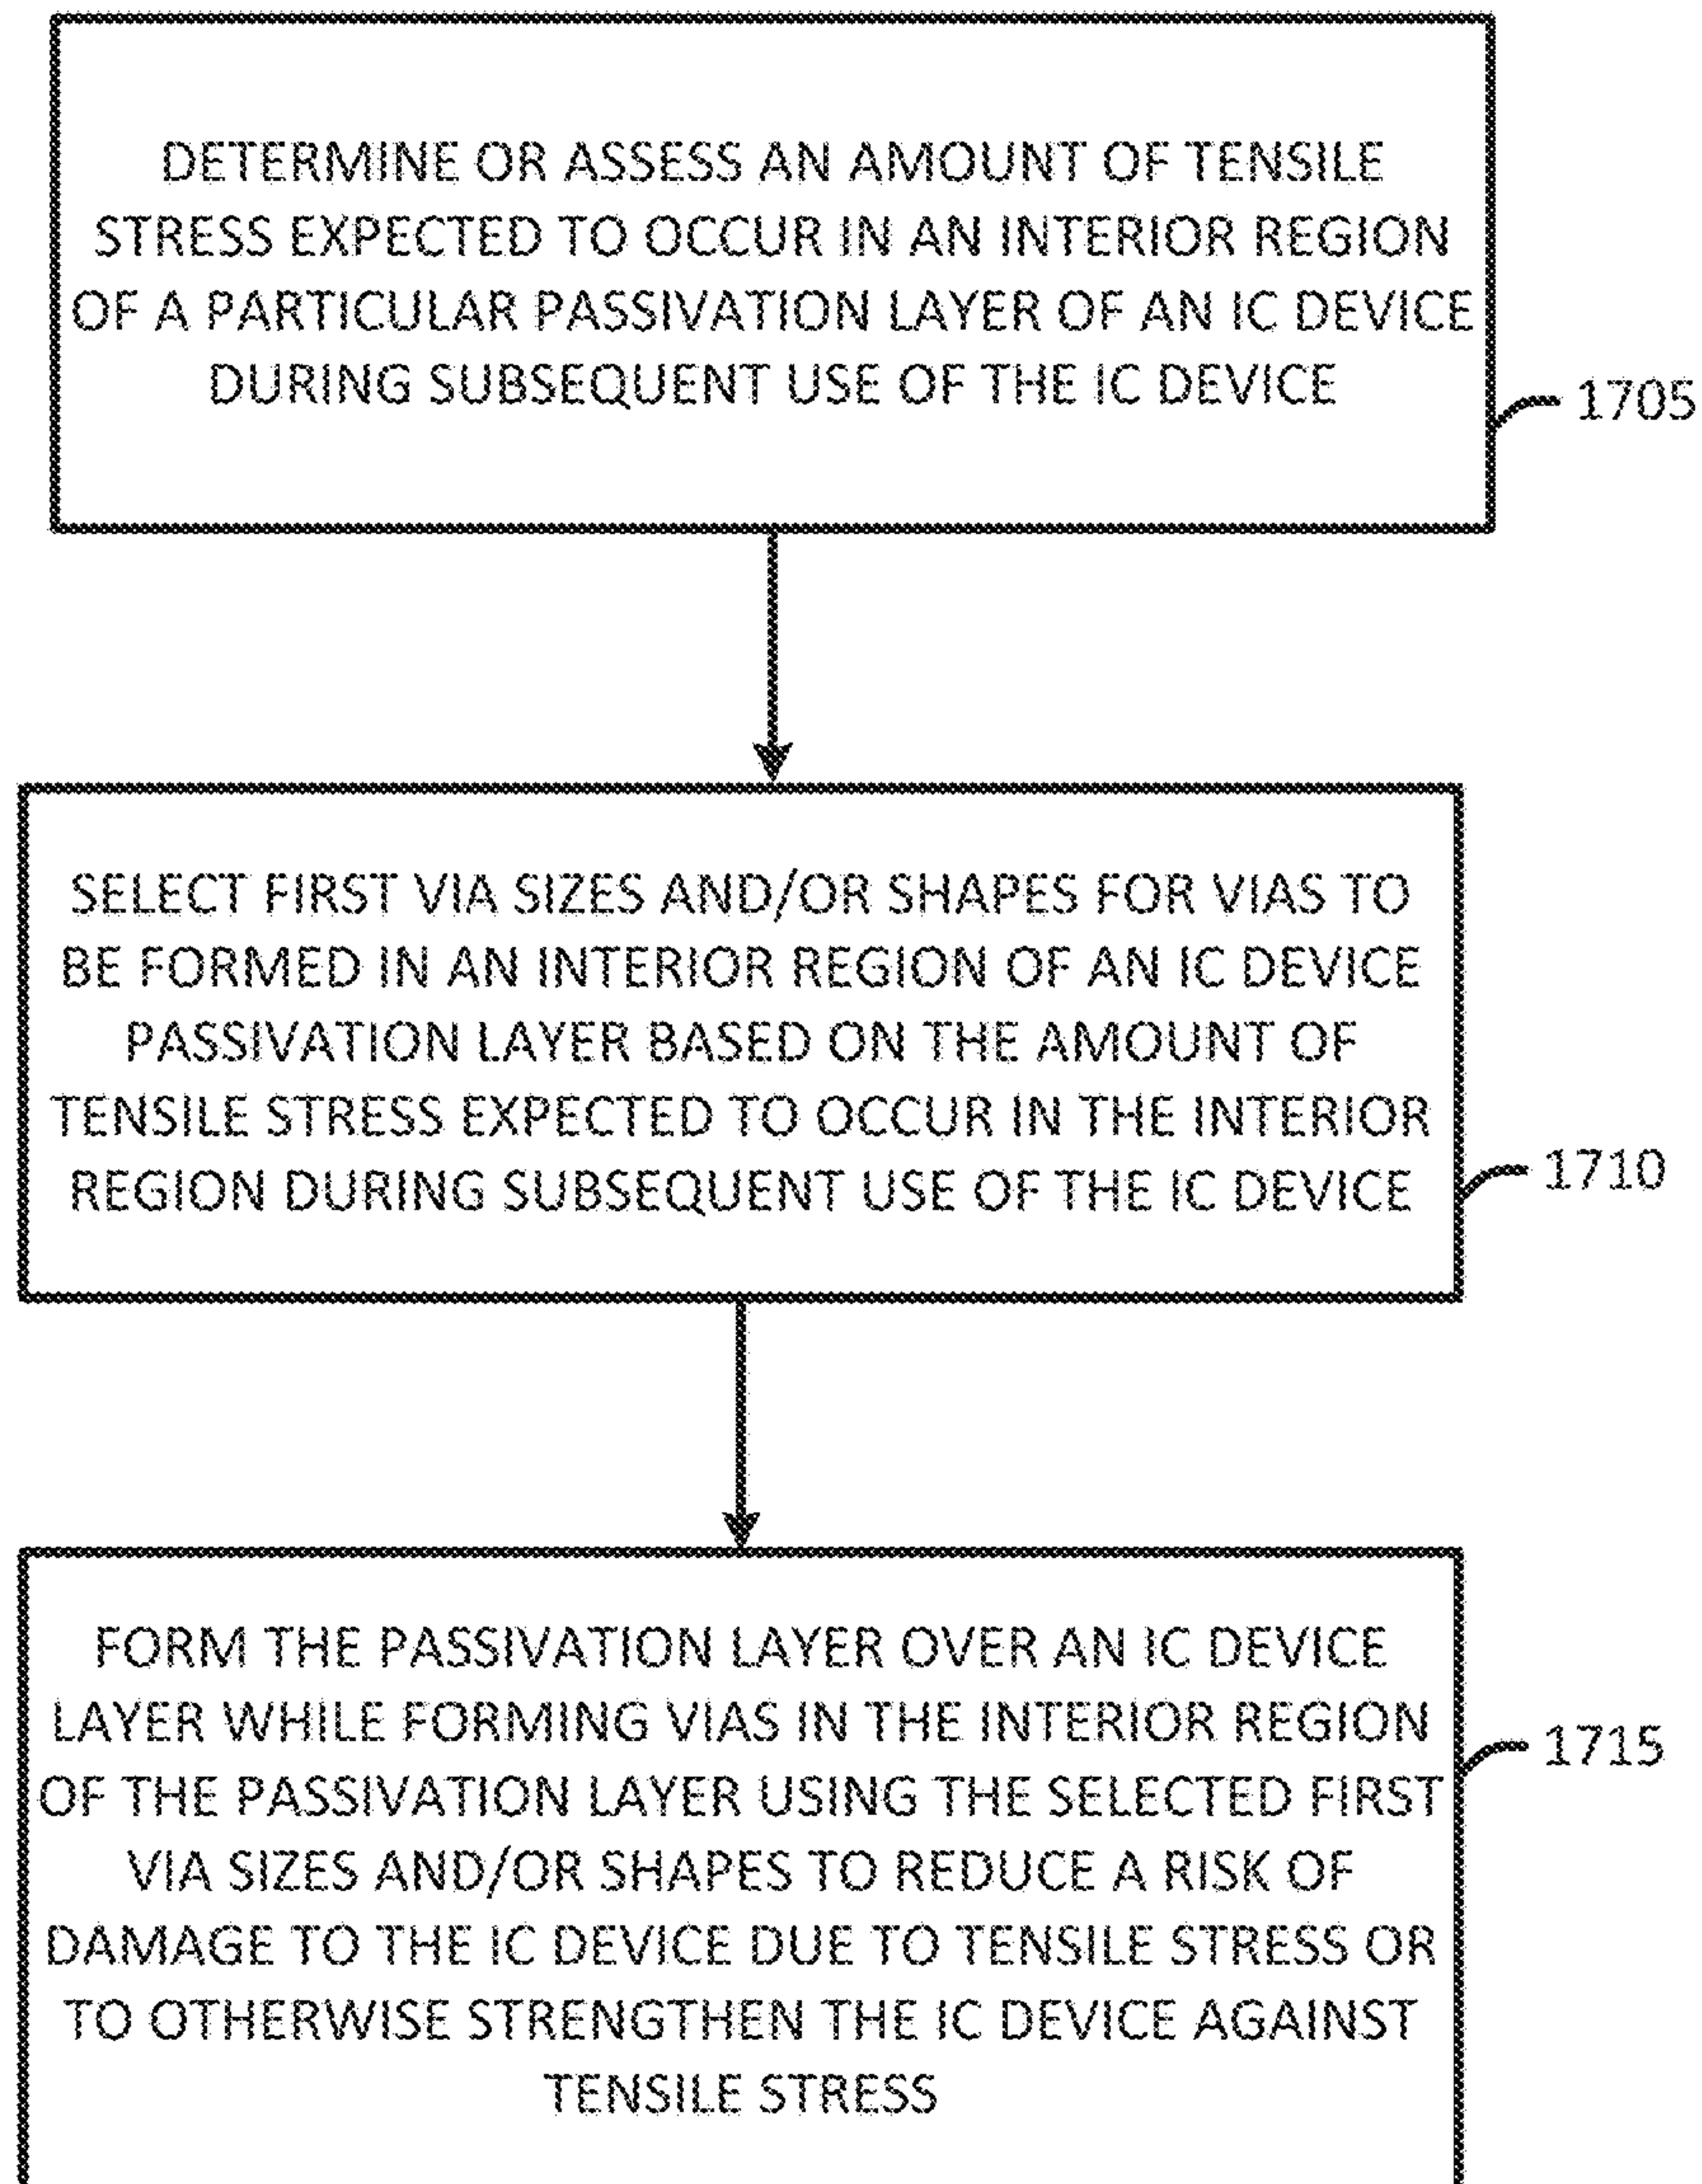 DETERMINE OR ASSESS AN AMOUNT OF TENSILE
STRESS EXPECTED TO OCCUR IN AN INTERIOR REGION
OF A PARTICULAR PASSIVATION LAYER OF AN IC DEVICE
DURING SUBSEQUENT USE OF THE IC DEVICE
1705
SELECT FIRST VIA SIZES AND/OR SHAPES FOR VIAS TO
BE FORMED IN AN INTERIOR REGION OF AN IC DEVICE
PASSIVATION LAYER BASED ON THE AMOUNT OF
TENSILE STRESS EXPECTED TO OCCUR IN THE INTERIOR
REGION DURING SUBSEQUENT USE OF THE IC DEVICE
1710
FORM THE PASSIVATION LAYER OVER AN IC DEVICE
LAYER WHILE FORMING VIAS IN THE INTERIOR REGION
OF THE PASSIVATION LAYER USING THE SELECTED FIRST
VIA SIZES AND/OR SHAPES TO REDUCE A RISK OF
DAMAGE TO THE IC DEVICE DUE TO TENSILE STRESS OR
TO OTHERWISE STRENGTHEN THE IC DEVICE AGAINST
TENSILE STRESS
1715